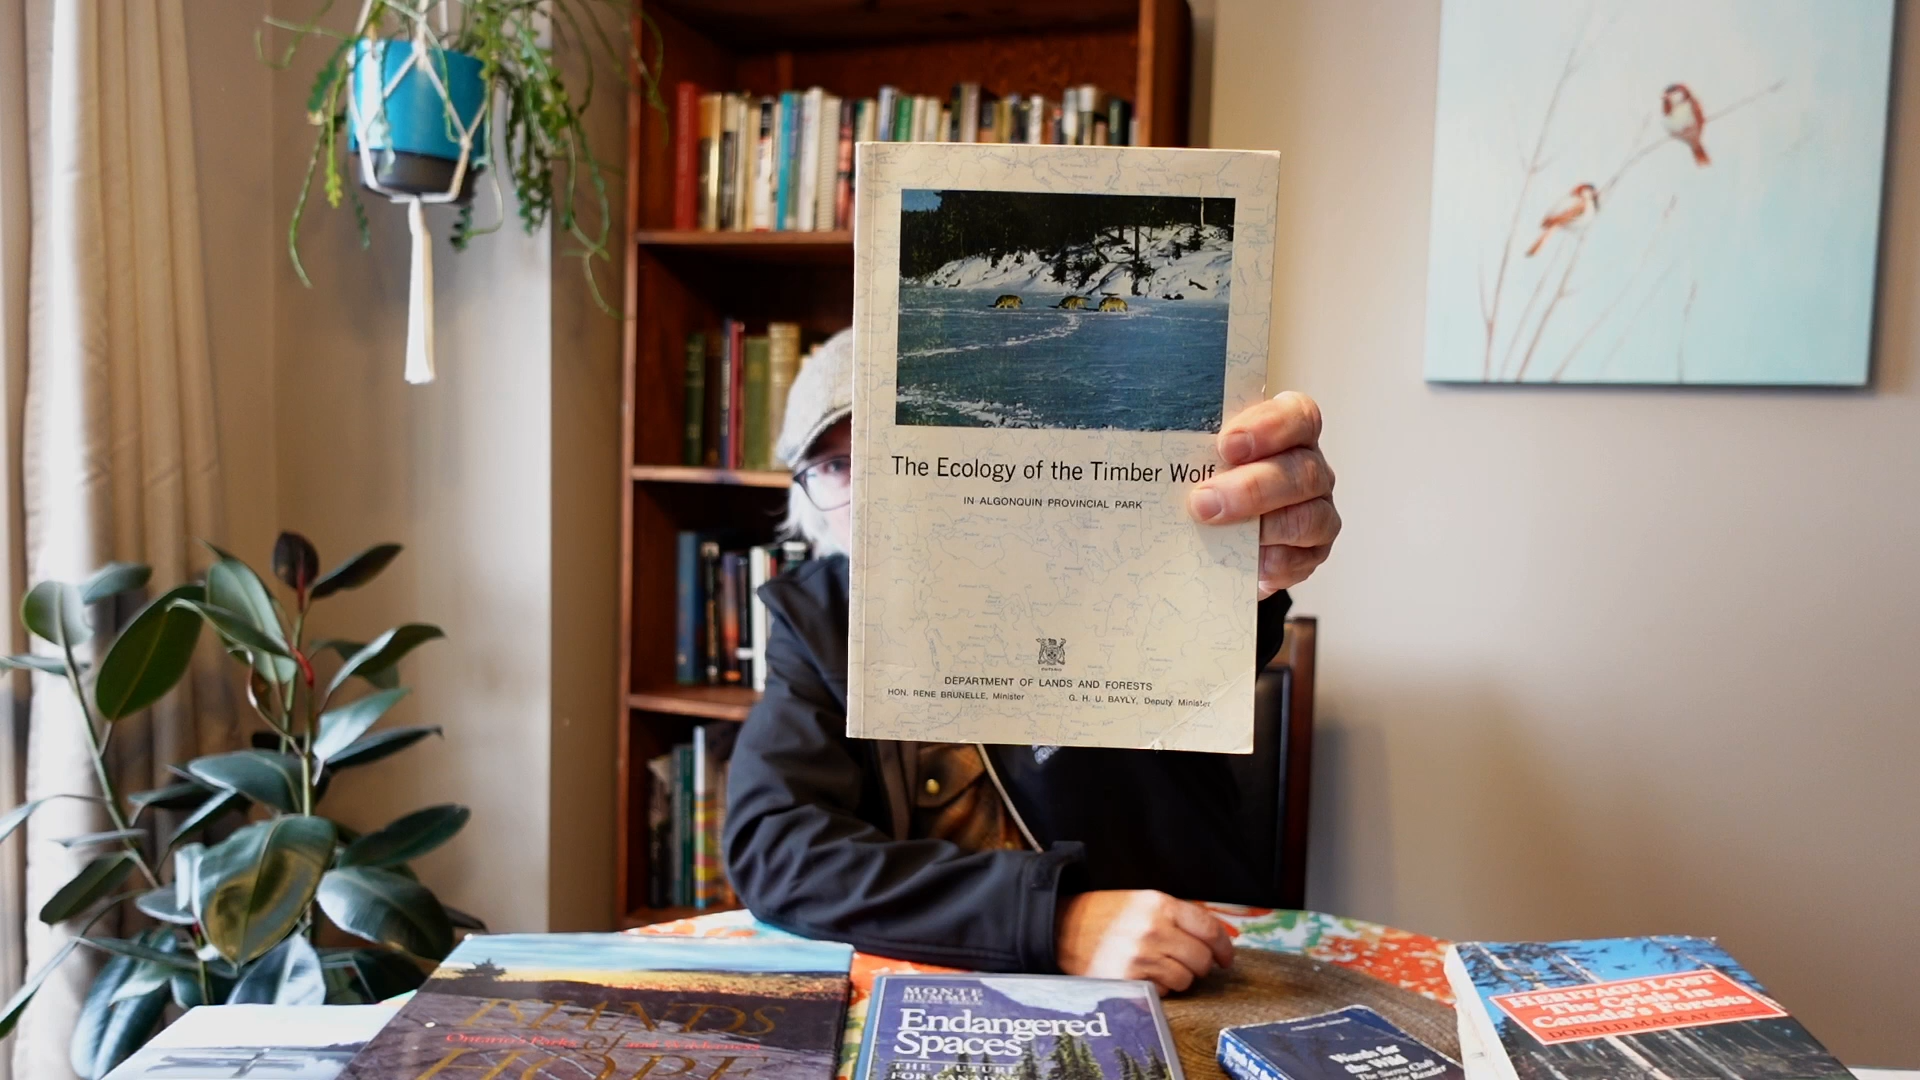 The Ecology of the Timber Wolf
IN ALGONQUIN PROVINCIAL PARK
DEPARTMENT OF LANDS AND FORESTS
HON. RENE BRUNELLE, Minister
G. H. U. BAYLY, Deputy Minister
ISLANDS
of
HOPE
Ontario's Parks and Wilderness
MONTE
HUMMEL
Endangered
Spaces
THE FUTURE
FOR CANADA'S
Words for
the Wild
The Sierra Club
HERITAGE LOST
The Crisis in
Canada's Forests
DONALD MACKAY